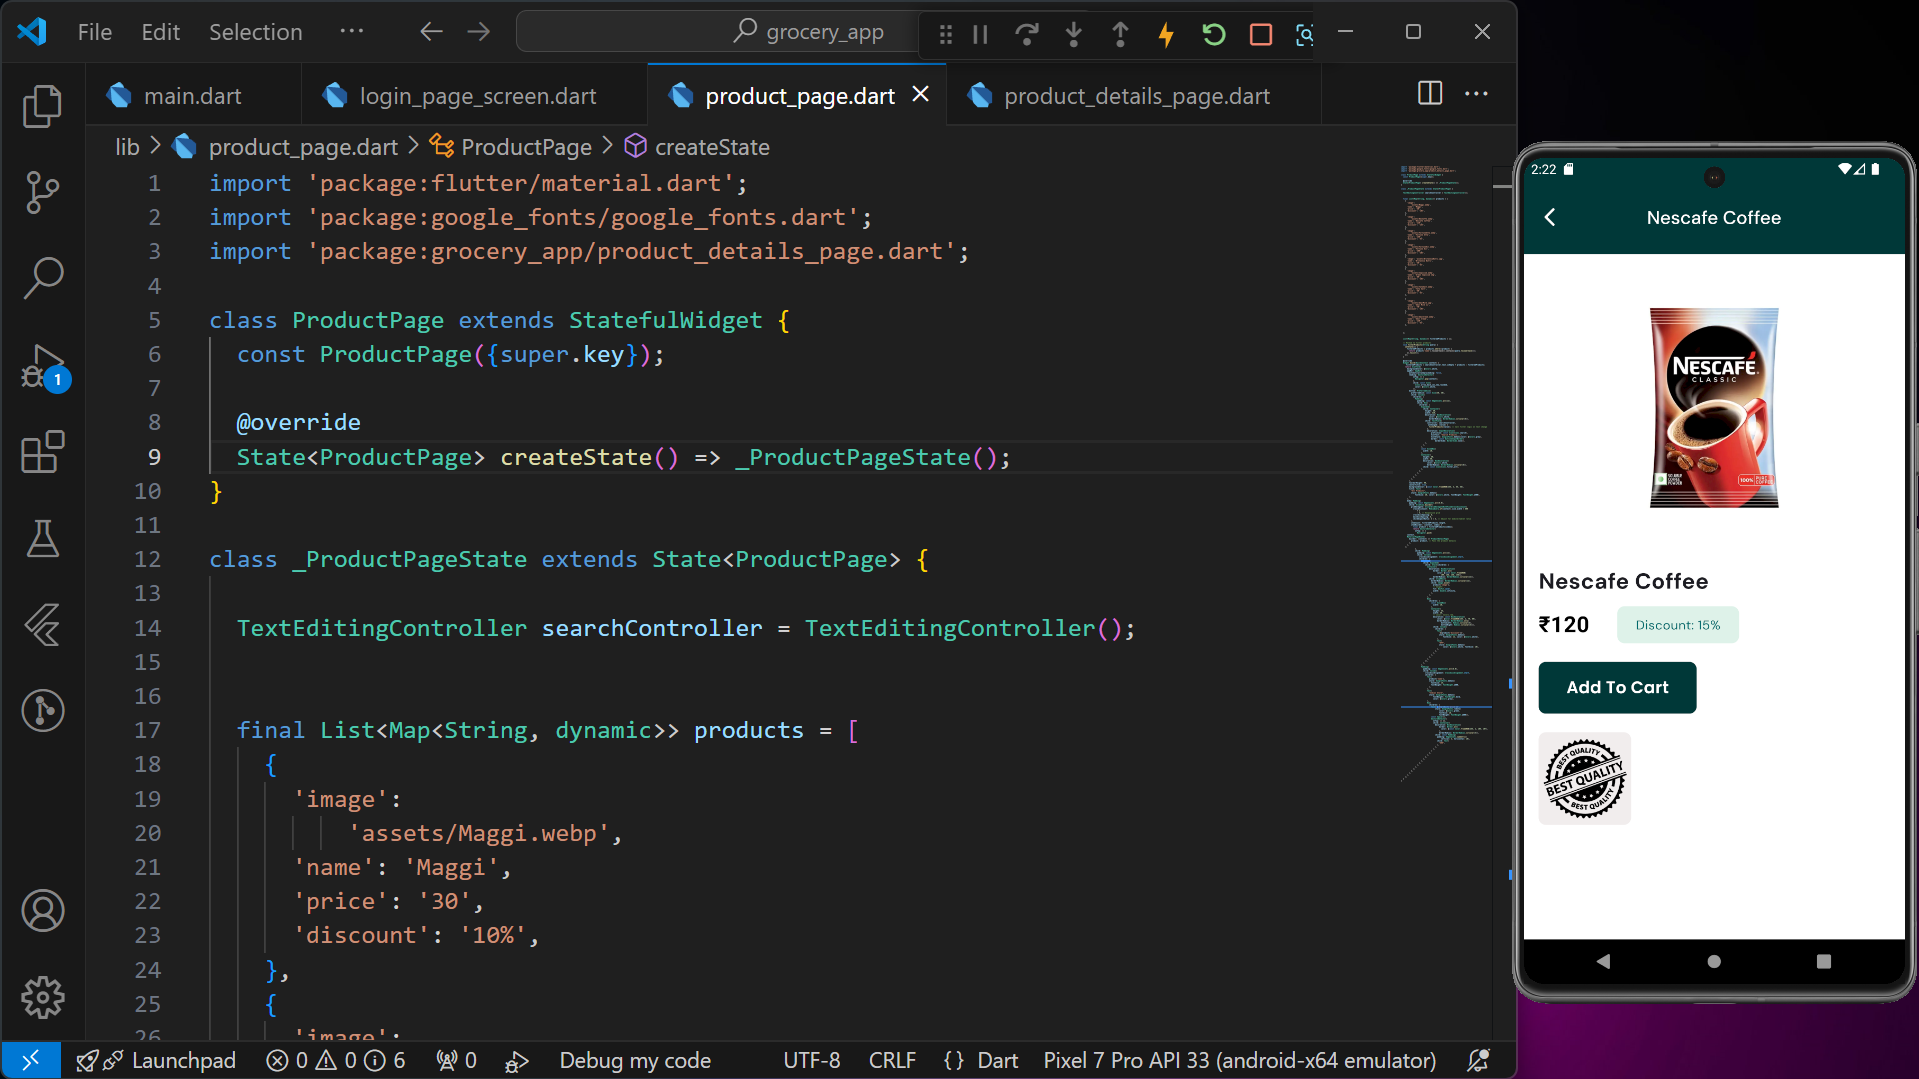 File Edit Selection ··· grocery_app
main.dart login_page_screen.dart product_page.dart product_details_page.dart
lib > product_page.dart > ProductPage > createState
1 import 'package:flutter/material.dart';
2 import 'package:google_fonts/google_fonts.dart';
3 import 'package:grocery_app/product_details_page.dart';
4
5 class ProductPage extends StatefulWidget {
6 const ProductPage({super.key});
7
8 @override
9 State<ProductPage> createState() => _ProductPageState();
10 }
11
12 class _ProductPageState extends State<ProductPage> {
13
14 TextEditingController searchController = TextEditingController();
15
16
17 final List<Map<String, dynamic>> products = [
18 {
19 'image':
20 'assets/Maggi.webp',
21 'name': 'Maggi',
22 'price': '30',
23 'discount': '10%',
24 },
25 {
26 'image':
1
Launchpad 0 0 6 0 Debug my code UTF-8 CRLF {} Dart Pixel 7 Pro API 33 (android-x64 emulator)
2:22
Nescafe Coffee
NESCAFÉ
CLASSIC
100%
Nescafe Coffee
₹120 Discount: 15%
Add To Cart
BEST QUALITY
BEST QUALITY
BEST QUALITY